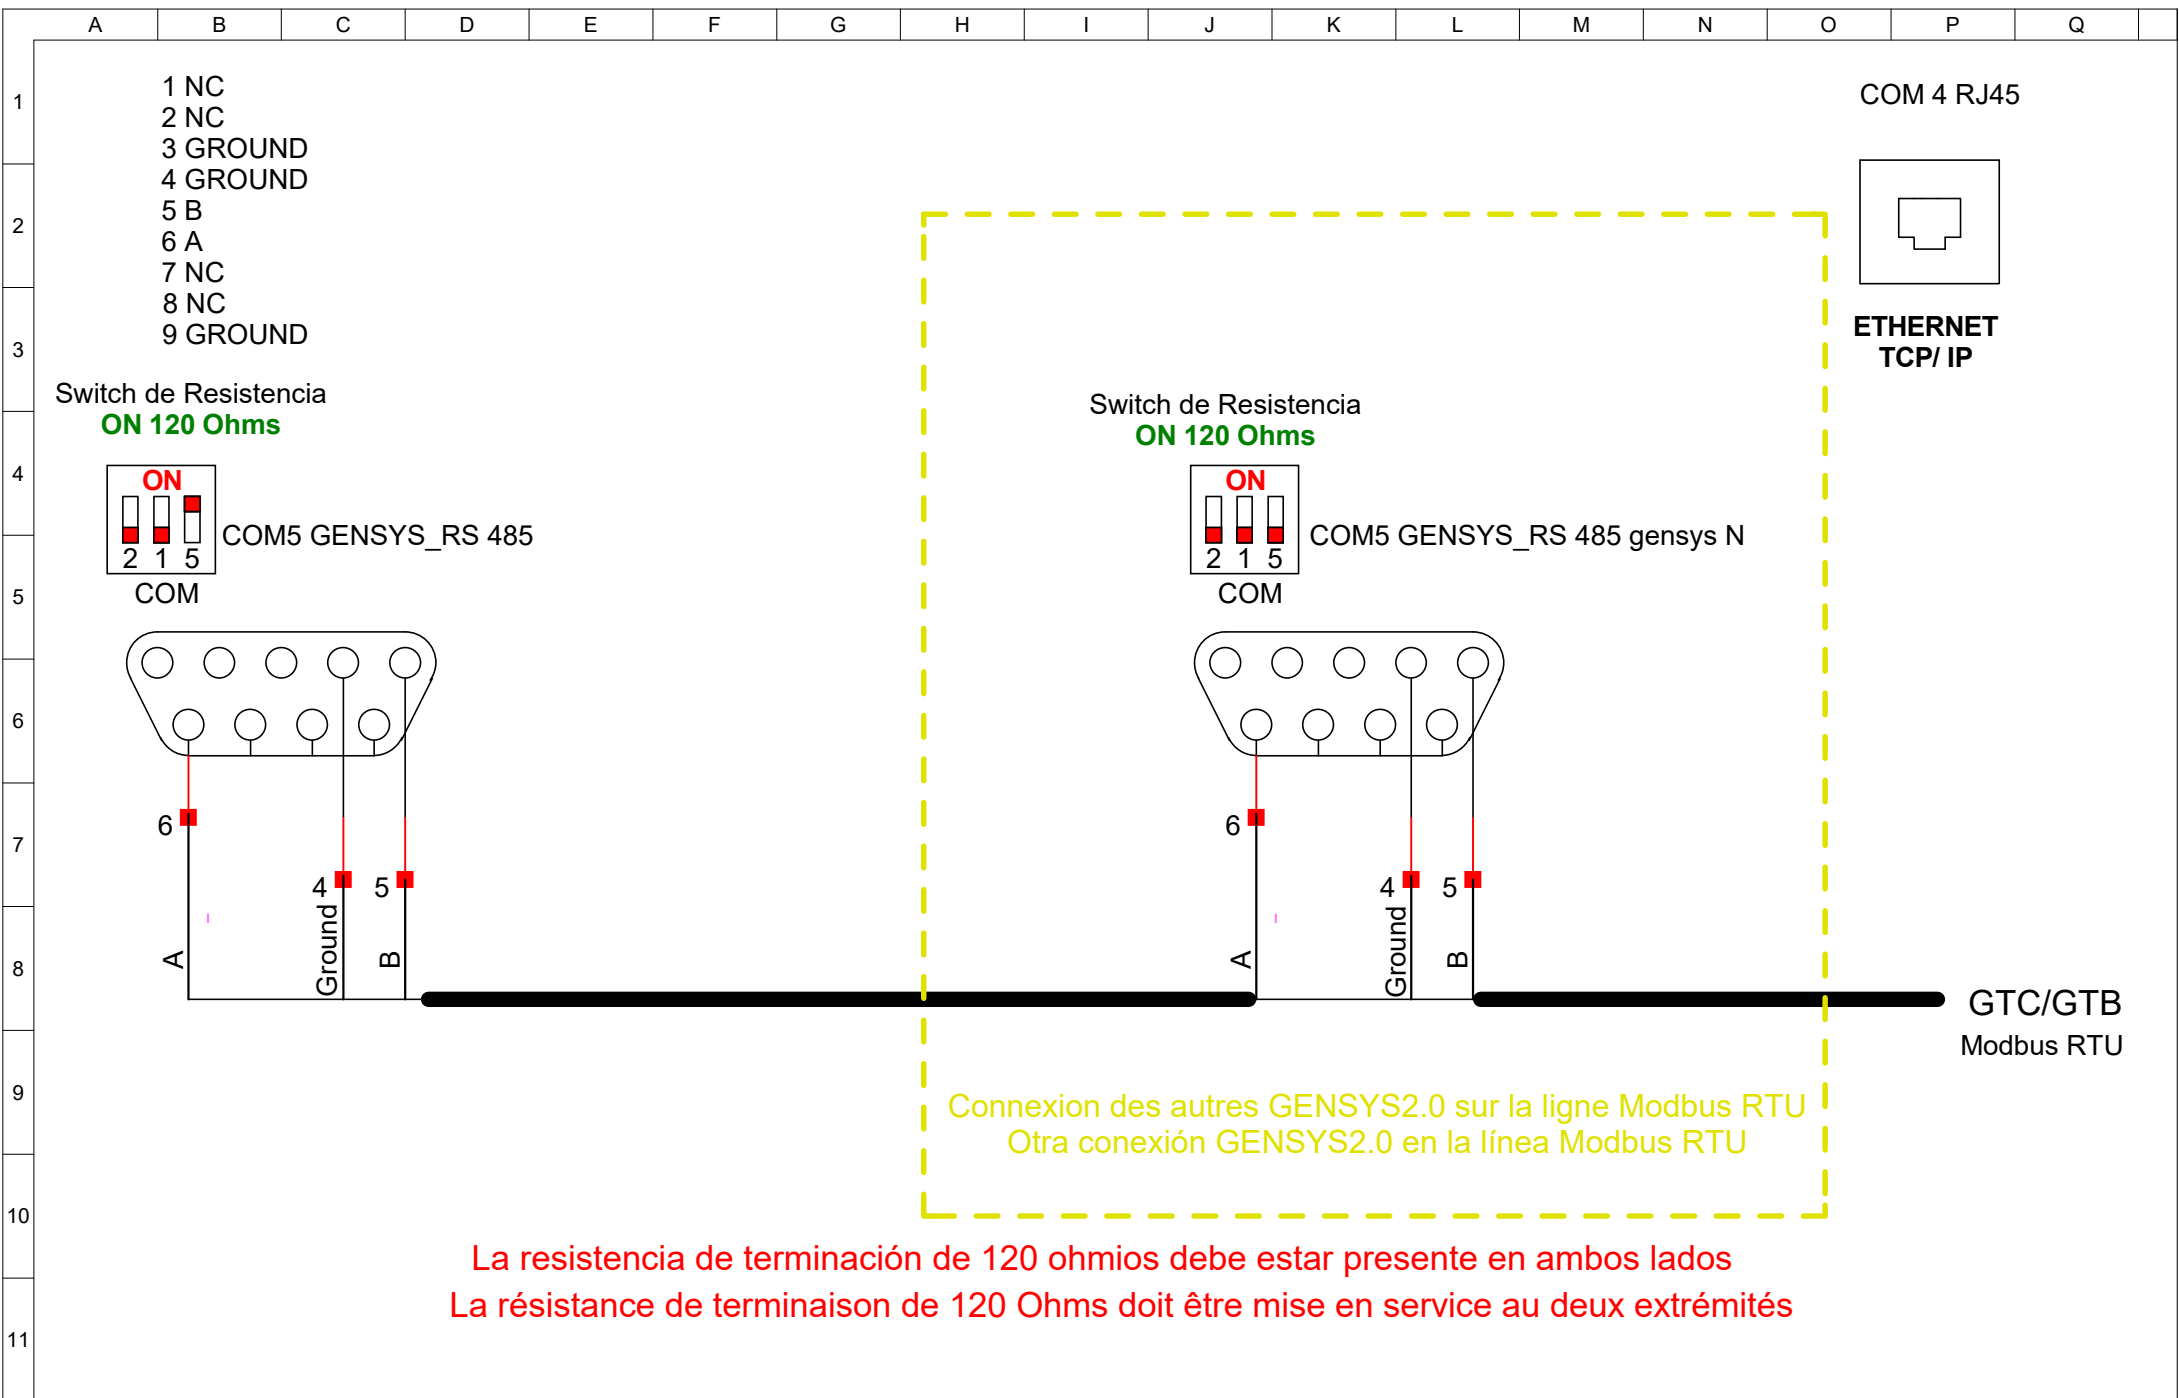 A B C D E F G H I J K L M N O P Q
1
2
3
4
5
6
7
8
9
10
11
1 NC
2 NC
3 GROUND
4 GROUND
5 B
6 A
7 NC
8 NC
9 GROUND
COM 4 RJ45
ETHERNET
TCP/ IP
Switch de Resistencia
ON 120 Ohms
ON
2 1 5
COM
COM5 GENSYS_RS 485
Switch de Resistencia
ON 120 Ohms
ON
2 1 5
COM
COM5 GENSYS_RS 485 gensys N
6
4
5
A
Ground
B
6
4
5
A
Ground
B
GTC/GTB
Modbus RTU
Connexion des autres GENSYS2.0 sur la ligne Modbus RTU
Otra conexión GENSYS2.0 en la línea Modbus RTU
La resistencia de terminación de 120 ohmios debe estar presente en ambos lados
La résistance de terminaison de 120 Ohms doit être mise en service au deux extrémités